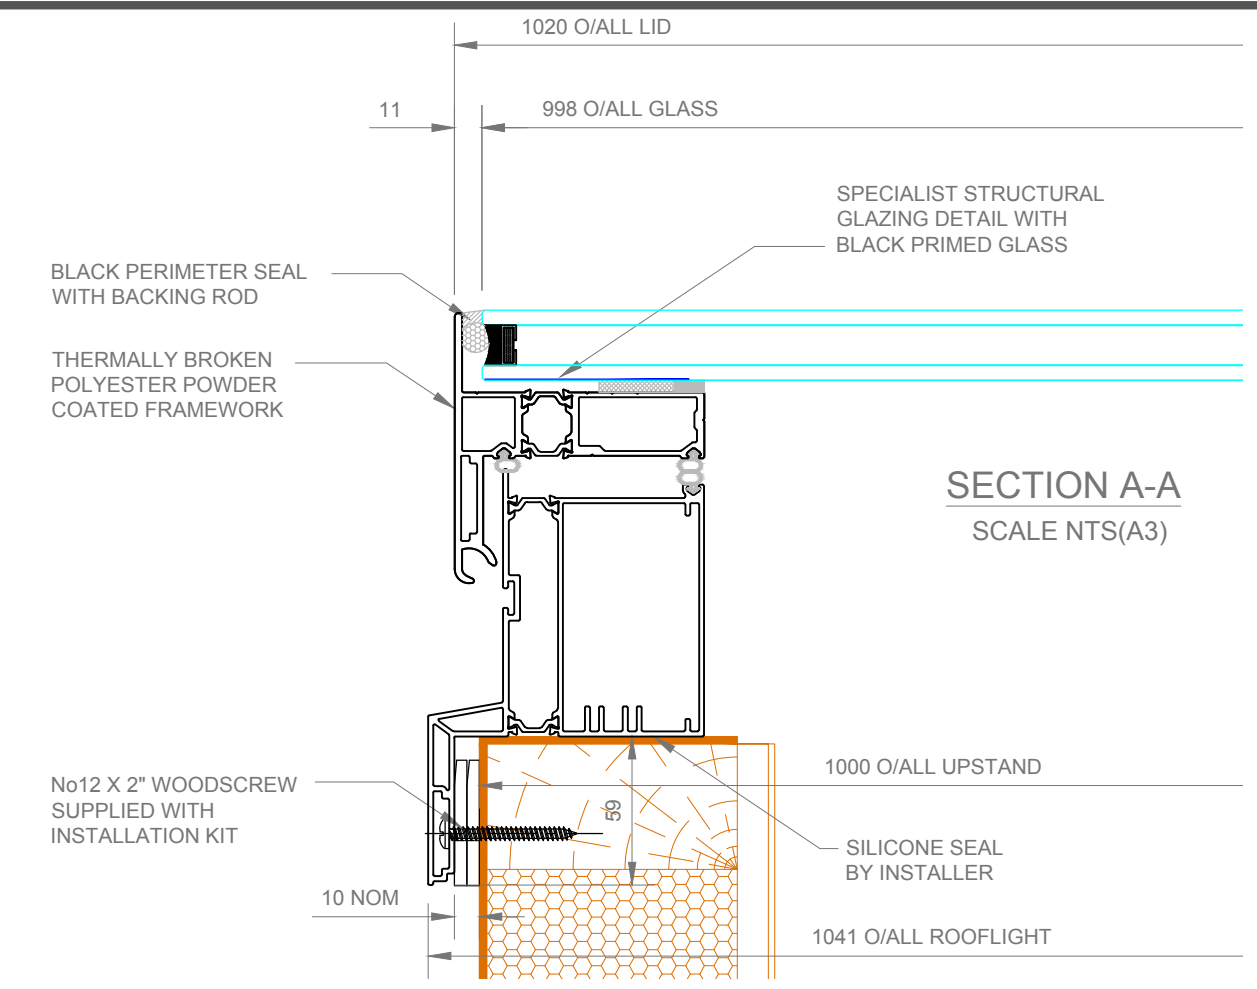 1020 O/ALL LID
11
998 O/ALL GLASS
SPECIALIST STRUCTURAL
GLAZING DETAIL WITH
BLACK PRIMED GLASS
BLACK PERIMETER SEAL
WITH BACKING ROD
THERMALLY BROKEN
POLYESTER POWDER
COATED FRAMEWORK
SECTION A-A
SCALE NTS(A3)
No12 X 2" WOODSCREW
SUPPLIED WITH
INSTALLATION KIT
1000 O/ALL UPSTAND
59
SILICONE SEAL
BY INSTALLER
10 NOM
1041 O/ALL ROOFLIGHT